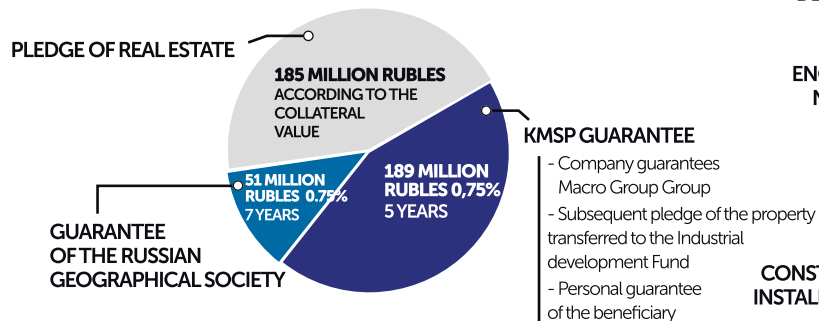 PLEDGE OF REAL ESTATE
185 MILLION RUBLES
ACCORDING TO THE
COLLATERAL
VALUE
KMSP GUARANTEE
- Company guarantees
Macro Group Group
- Subsequent pledge of the property
transferred to the Industrial
development Fund
- Personal guarantee
of the beneficiary
189 MILLION
RUBLES 0,75%
5 YEARS
51 MILLION
RUBLES 0.75%
7 YEARS
GUARANTEE
OF THE RUSSIAN
GEOGRAPHICAL SOCIETY